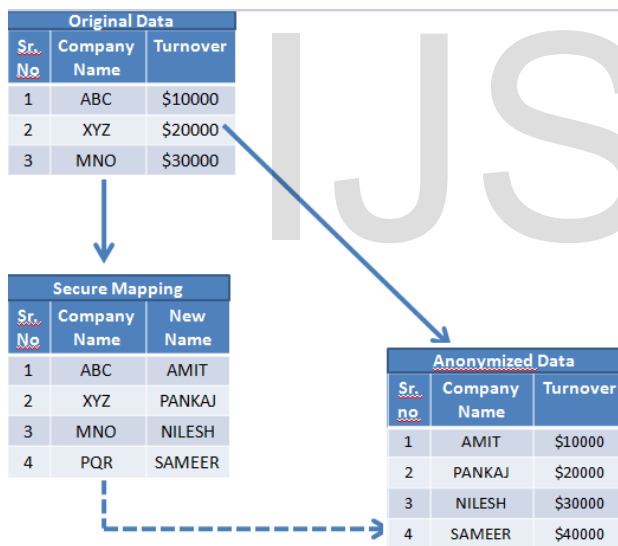 Original Data
Sr. Company Turnover
No Name
1 ABC $10000
2 XYZ $20000
3 MNO $30000
IJS
Secure Mapping
Sr. Company New
No Name Name
1 ABC AMIT
2 XYZ PANKAJ
3 MNO NILESH
4 PQR SAMEER
Anonymized Data
Sr. Company Turnover
no Name
1 AMIT $10000
2 PANKAJ $20000
3 NILESH $30000
4 SAMEER $40000